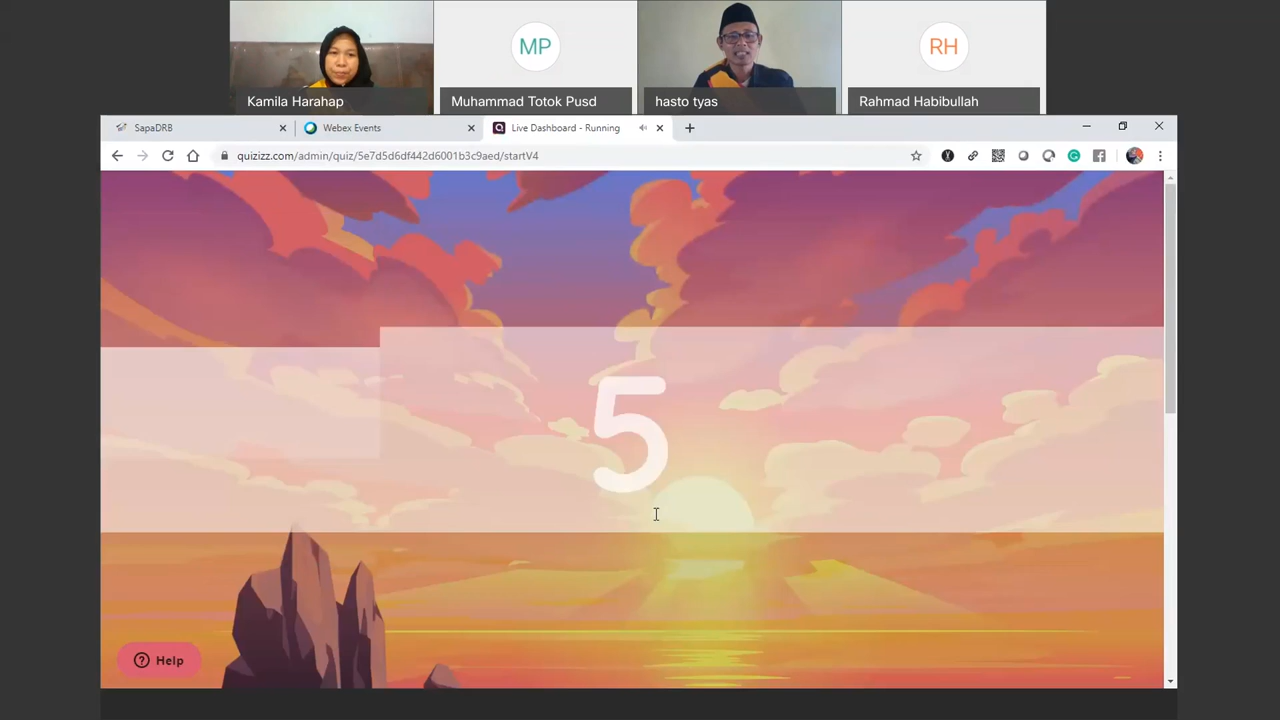 MP
RH
Kamila Harahap
Muhammad Totok Pusd
hasto tyas
Rahmad Habibullah
SapaDRB
Webex Events
Live Dashboard - Running
quizizz.com/admin/quiz/5e7d5d6df442d6001b3c9aed/startV4
5
Help